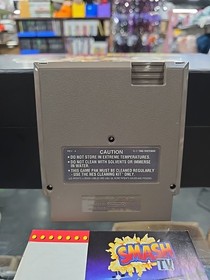 CAUTION
• DO NOT STORE IN EXTREME TEMPERATURES.
• DO NOT CLEAN WITH SOLVENTS OR IMMERSE
IN WATER.
• THIS GAME PAK MUST BE CLEANED REGULARLY
- USE THE NES CLEANING KIT ONLY
SMASH
T.V.